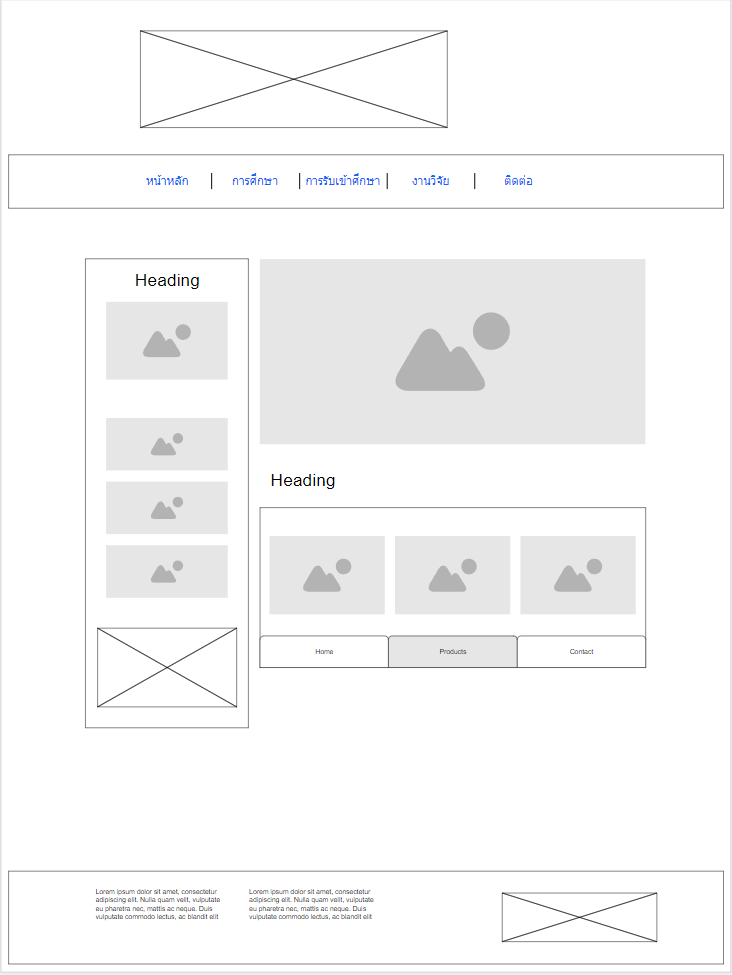 หน้าหลัก | การศึกษา | การรับเข้าศึกษา | งานวิจัย | ติดต่อ
Heading
Heading
Home Products Contact
Lorem ipsum dolor sit amet, consectetur
adipiscing elit. Nulla quam velit, vulputate
eu pharetra nec, mattis ac neque. Duis
vulputate commodo lectus, ac blandit elit
Lorem ipsum dolor sit amet, consectetur
adipiscing elit. Nulla quam velit, vulputate
eu pharetra nec, mattis ac neque. Duis
vulputate commodo lectus, ac blandit elit